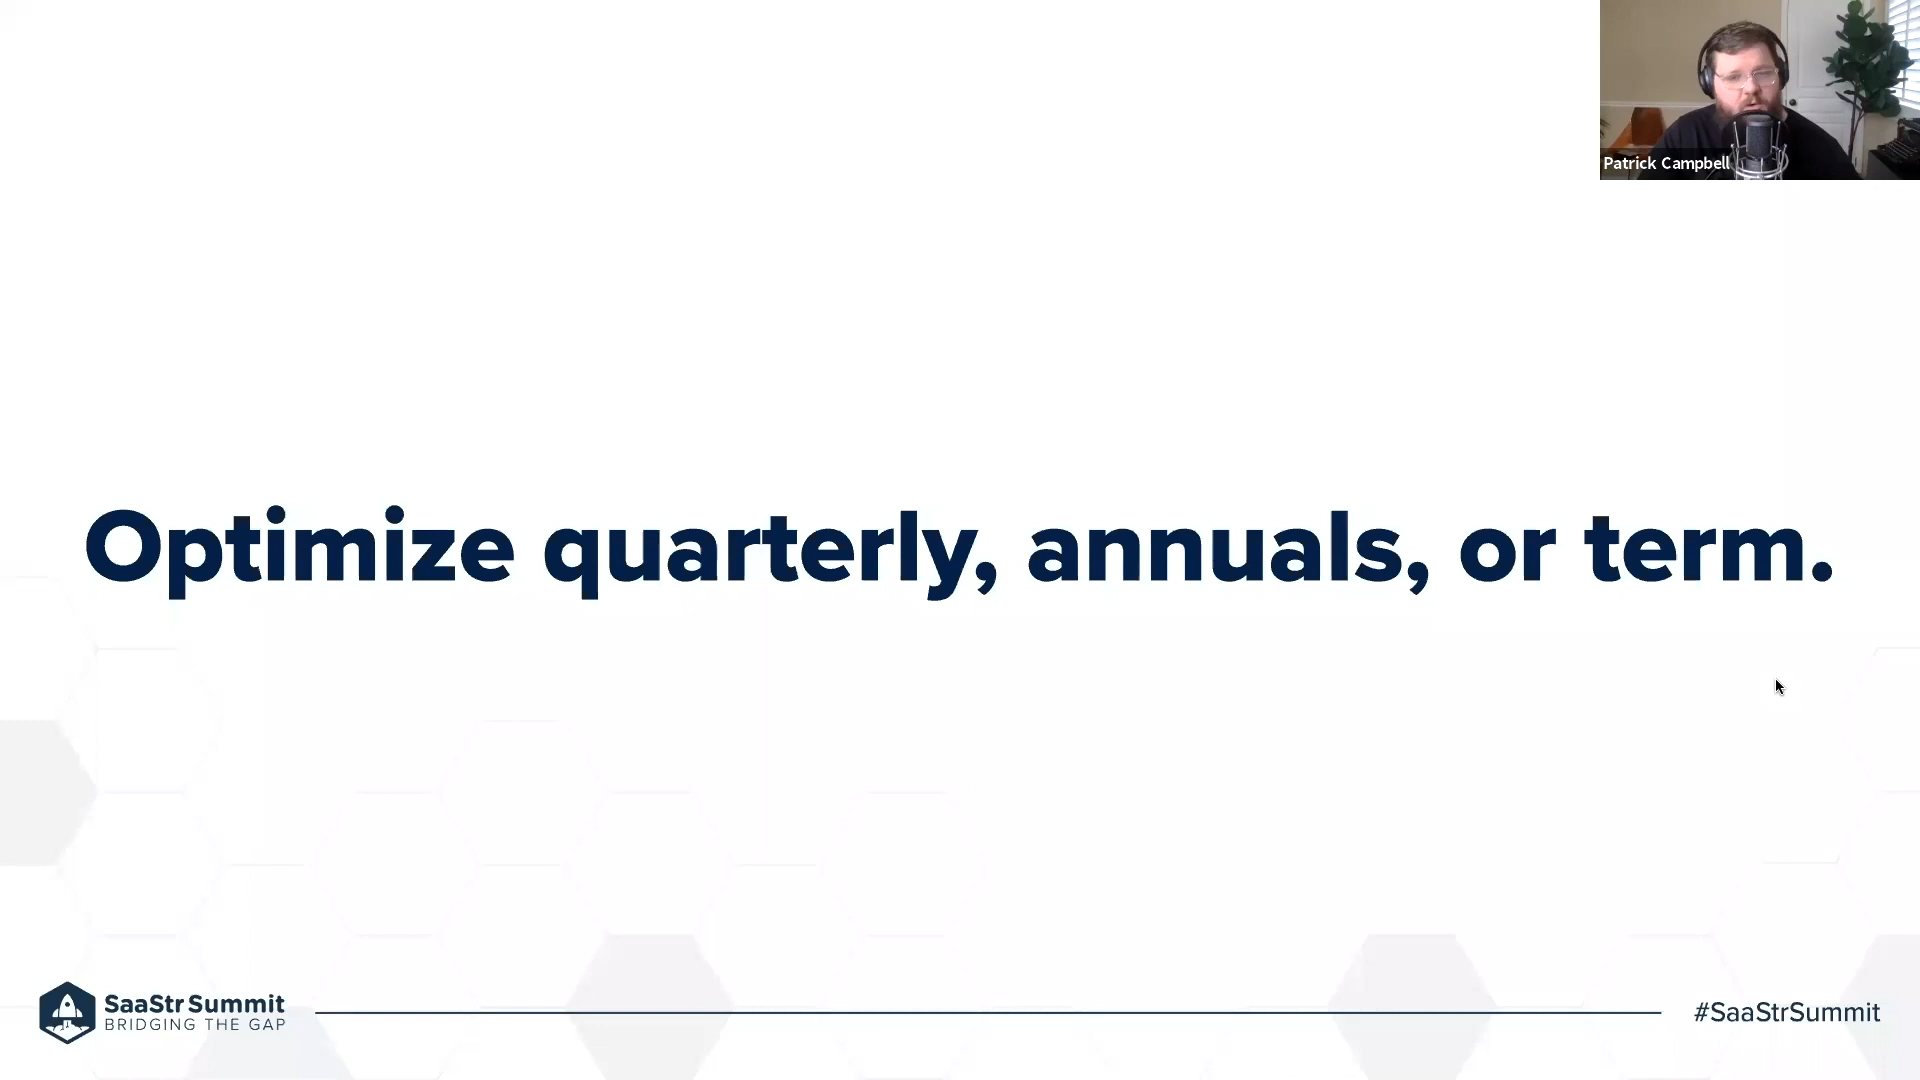 Patrick Campbell
Optimize quarterly, annuals, or term.
SaaStr Summit
BRIDGING THE GAP
#SaaStrSummit